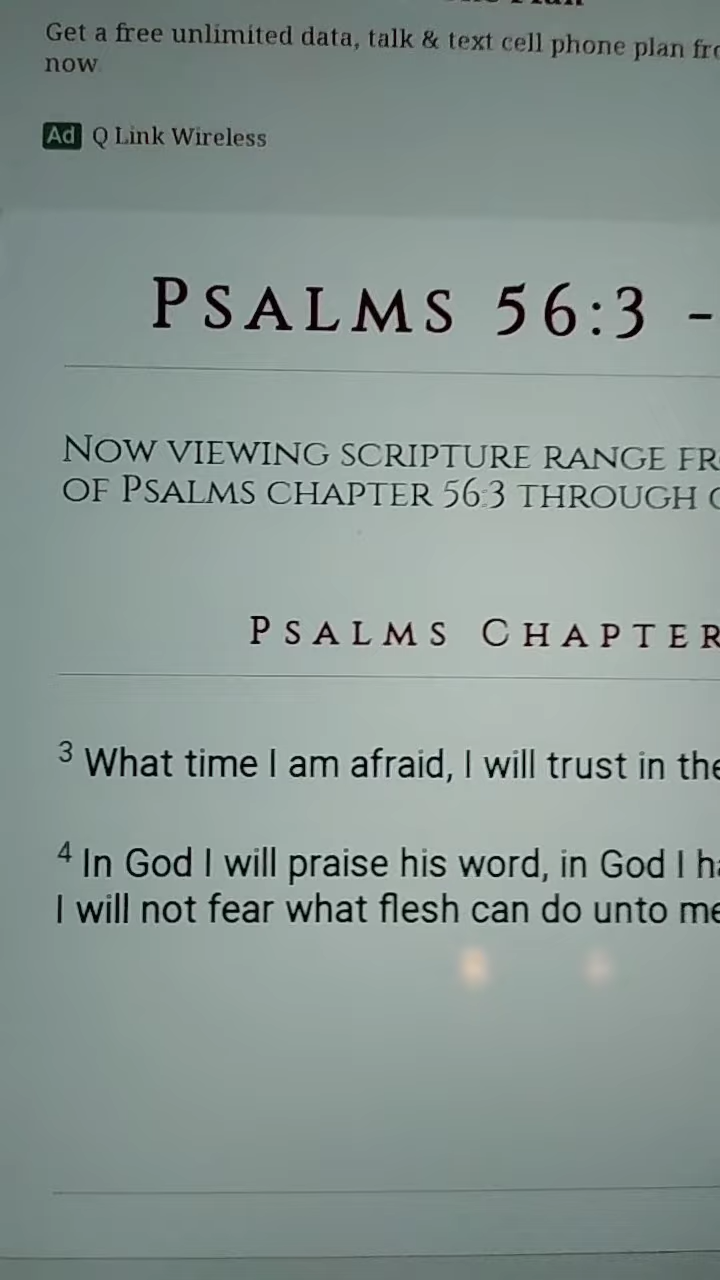 Get a free unlimited data, talk & text cell phone plan
now
Ad Q Link Wireless
PSALMS 56:3 -
NOW VIEWING SCRIPTURE RANGE
OF PSALMS CHAPTER 56:3 THROUGH
PSALMS CHAPTER
3 What time I am afraid, I will trust in
4 In God I will praise his word, in God I
I will not fear what flesh can do unto me